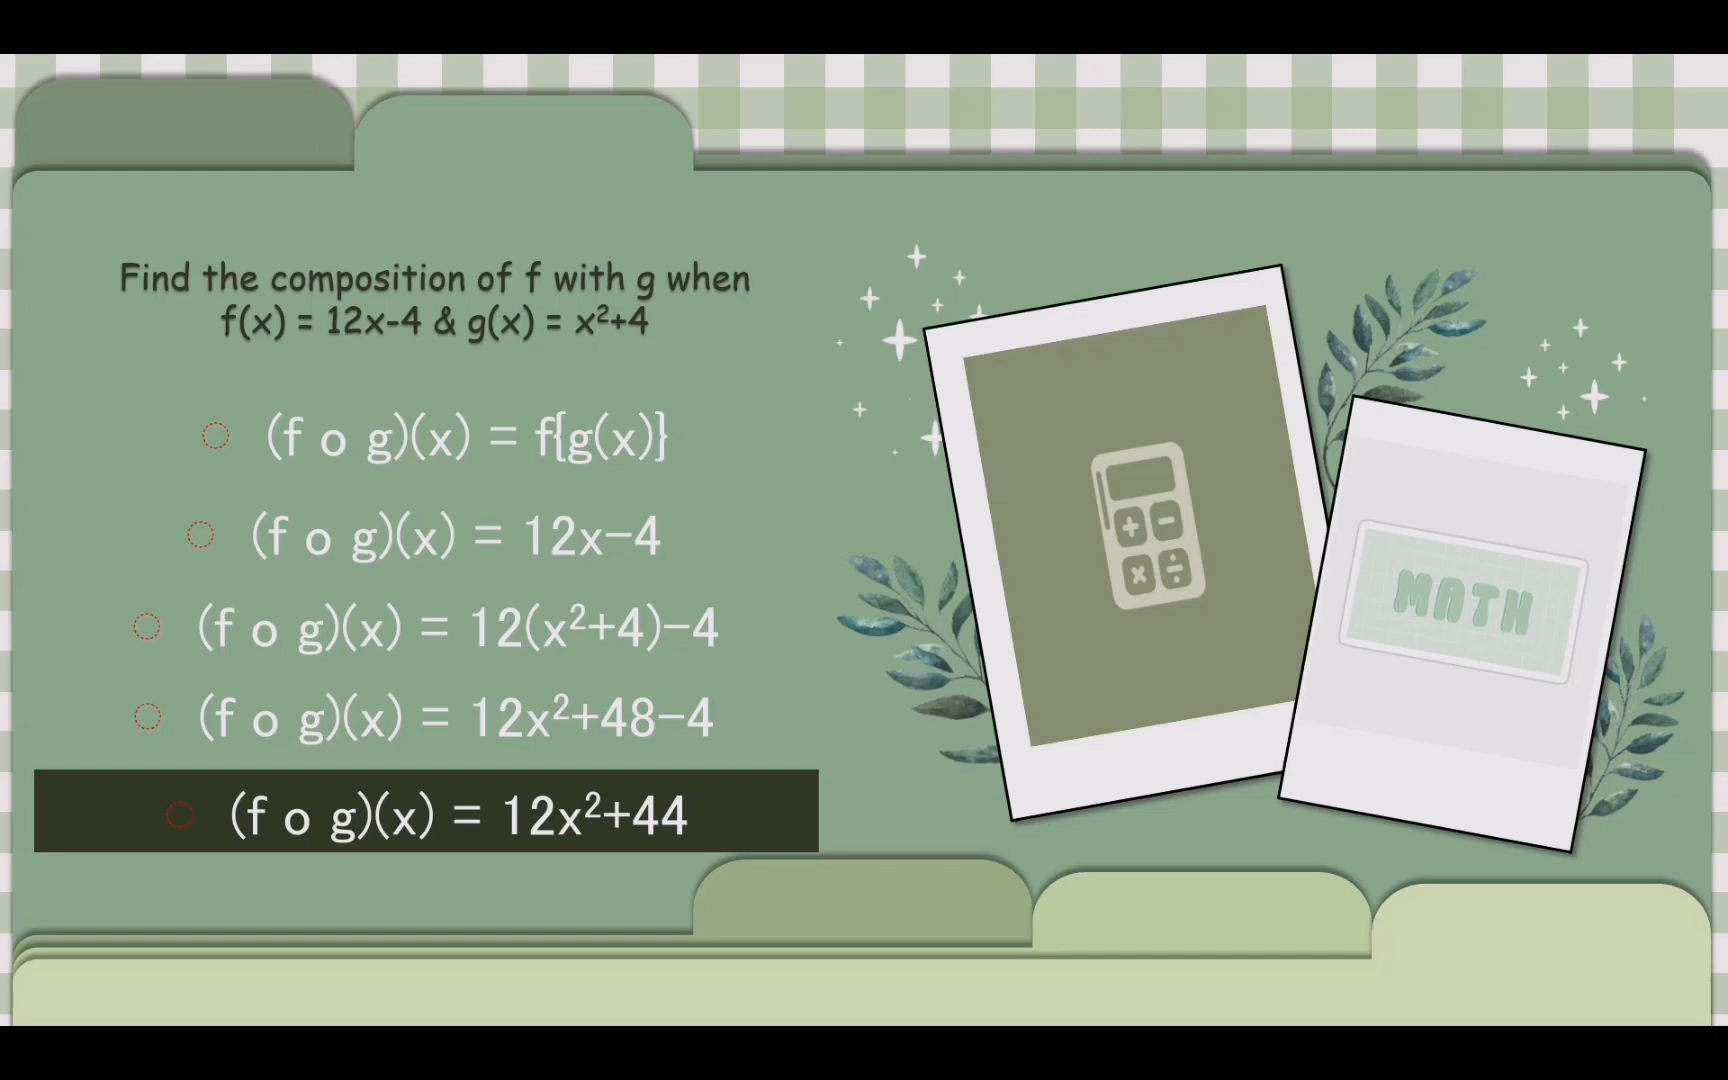 Find the composition of f with g when
f(x) = 12x-4 & g(x) = x²+4
(f o g)(x) = f{g(x)}
(f o g)(x) = 12x-4
(f o g)(x) = 12(x²+4)-4
(f o g)(x) = 12x²+48-4
(f o g)(x) = 12x²+44
MATH